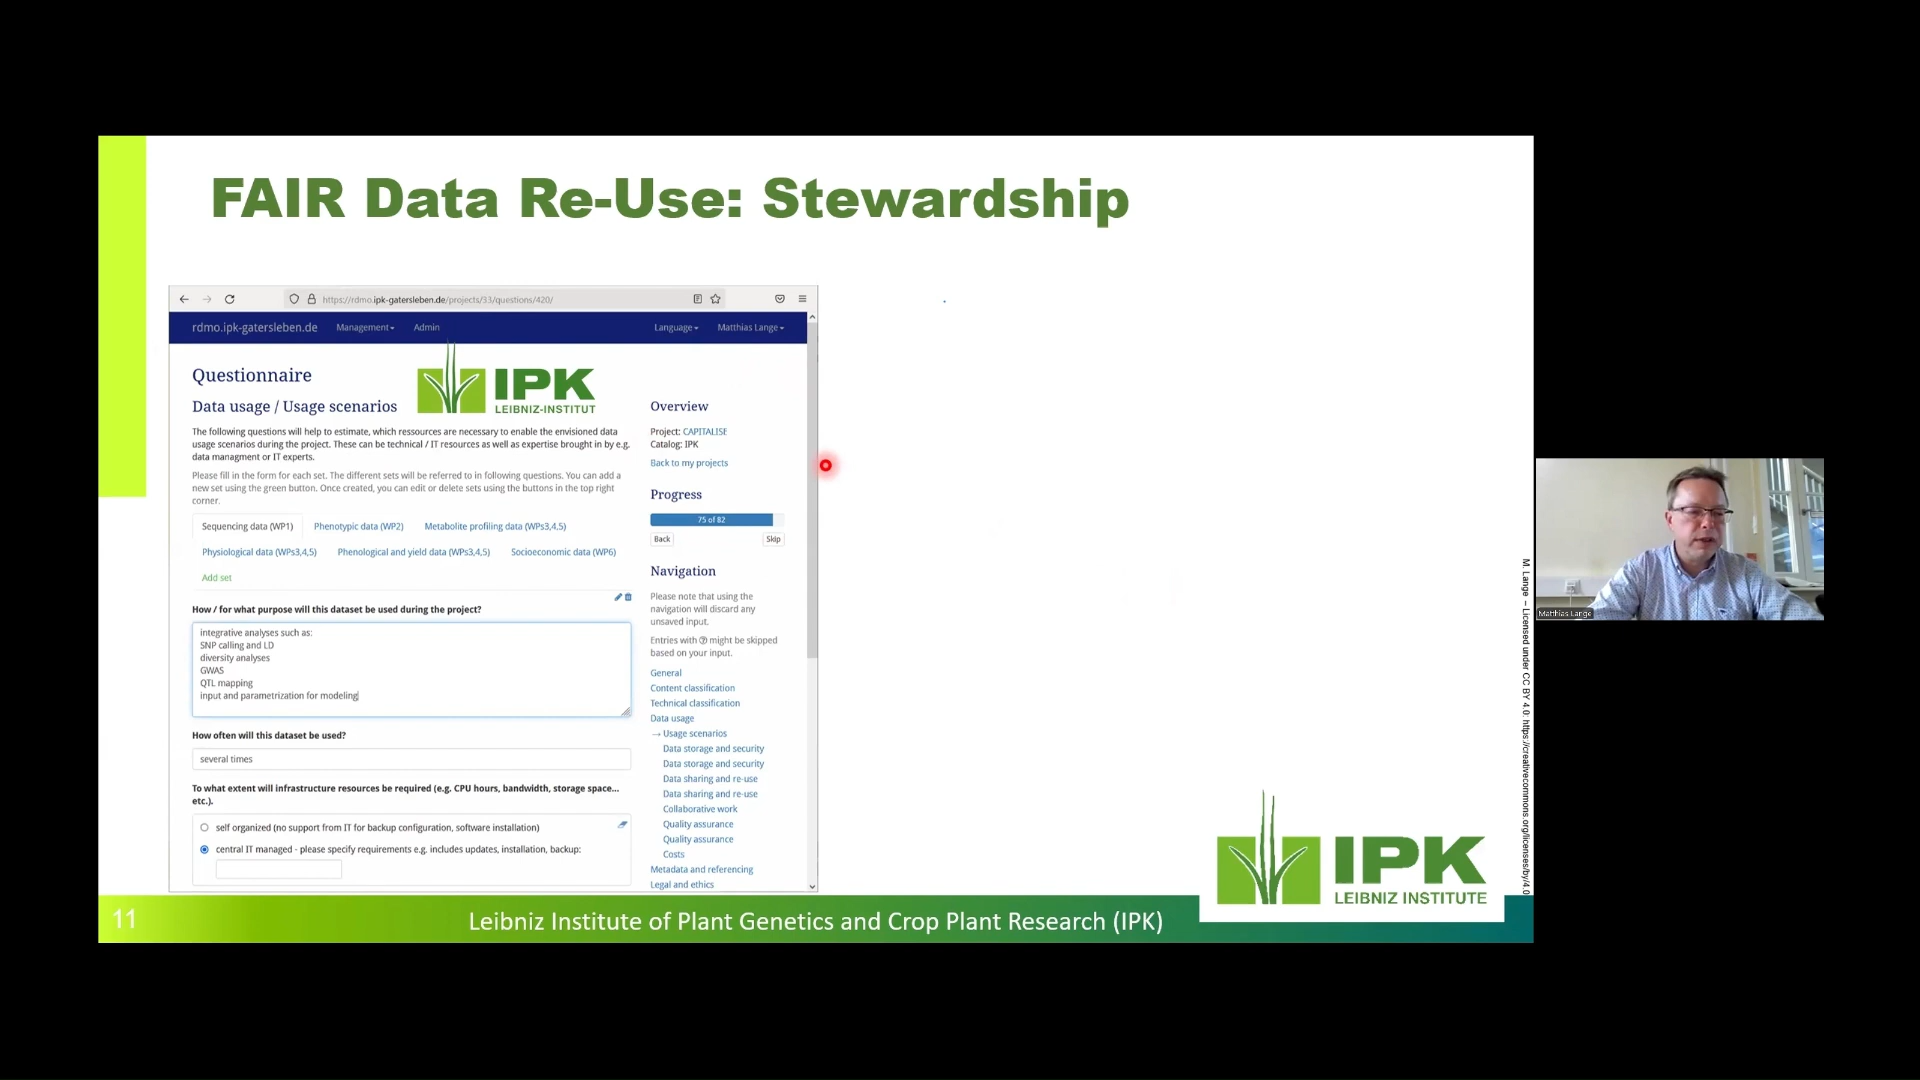 FAIR Data Re-Use: Stewardship
https://rdmo.ipk-gatersleben.de/projects/33/questions/420/
rdmo.ipk-gatersleben.de Management Admin Language Matthias Lange
Questionnaire
IPK
LEIBNIZ-INSTITUT
Data usage / Usage scenarios
The following questions will help to estimate, which ressources are necessary to enable the envisioned data
usage scenarios during the project. These can be technical / IT resources as well as expertise brought in by e.g.
data managment or IT experts.
Please fill in the form for each set. The different sets will be referred to in following questions. You can add a
new set using the green button. Once created, you can edit or delete sets using the buttons in the top right
corner.
Sequencing data (WP1) Phenotypic data (WP2) Metabolite profiling data (WPs3,4,5)
Physiological data (WPs3,4,5) Phenological and yield data (WPs3,4,5) Socioeconomic data (WP6)
Add set
How / for what purpose will this dataset be used during the project?
integrative analyses such as:
SNP calling and LD
diversity analyses
GWAS
QTL mapping
input and parametrization for modeling
How often will this dataset be used?
several times
To what extent will infrastructure resources be required (e.g. CPU hours, bandwidth, storage space...
etc.).
self organized (no support from IT for backup configuration, software installation)
central IT managed - please specify requirements e.g. includes updates, installation, backup:
Overview
Project: CAPITALISE
Catalog: IPK
Back to my projects
Progress
75 of 82
Back Skip
Navigation
Please note that using the
navigation will discard any
unsaved input.
Entries with ? might be skipped
based on your input.
General
Content classification
Technical classification
Data usage
→ Usage scenarios
Data storage and security
Data storage and security
Data sharing and re-use
Data sharing and re-use
Collaborative work
Quality assurance
Quality assurance
Costs
Metadata and referencing
Legal and ethics
M. Lange – Licensed under CC BY 4.0: https://creativecommons.org/licenses/by/4.0
IPK
LEIBNIZ INSTITUTE
11
Leibniz Institute of Plant Genetics and Crop Plant Research (IPK)
Matthias Lange